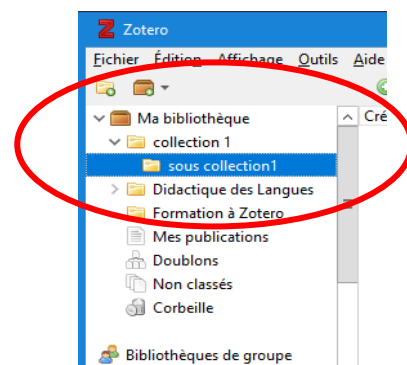 Zotero
Fichier Édition Affichage Outils Aide
Ma bibliothèque
Cré
collection 1
sous collection1
Didactique des Langues
Formation à Zotero
Mes publications
Doublons
Non classés
Corbeille
Bibliothèques de groupe